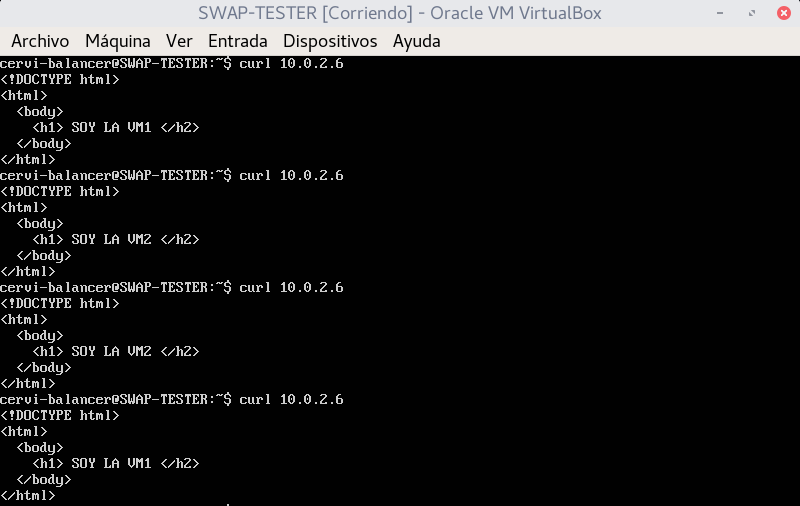 SWAP-TESTER [Corriendo] - Oracle VM VirtualBox
Archivo Máquina Ver Entrada Dispositivos Ayuda
cervi-balancer@SWAP-TESTER:~$ curl 10.0.2.6
<!DOCTYPE html>
<html>
  <body>
    <h1> SOY LA VM1 </h2>
  </body>
</html>
cervi-balancer@SWAP-TESTER:~$ curl 10.0.2.6
<!DOCTYPE html>
<html>
  <body>
    <h1> SOY LA VM2 </h2>
  </body>
</html>
cervi-balancer@SWAP-TESTER:~$ curl 10.0.2.6
<!DOCTYPE html>
<html>
  <body>
    <h1> SOY LA VM2 </h2>
  </body>
</html>
cervi-balancer@SWAP-TESTER:~$ curl 10.0.2.6
<!DOCTYPE html>
<html>
  <body>
    <h1> SOY LA VM1 </h2>
  </body>
</html>